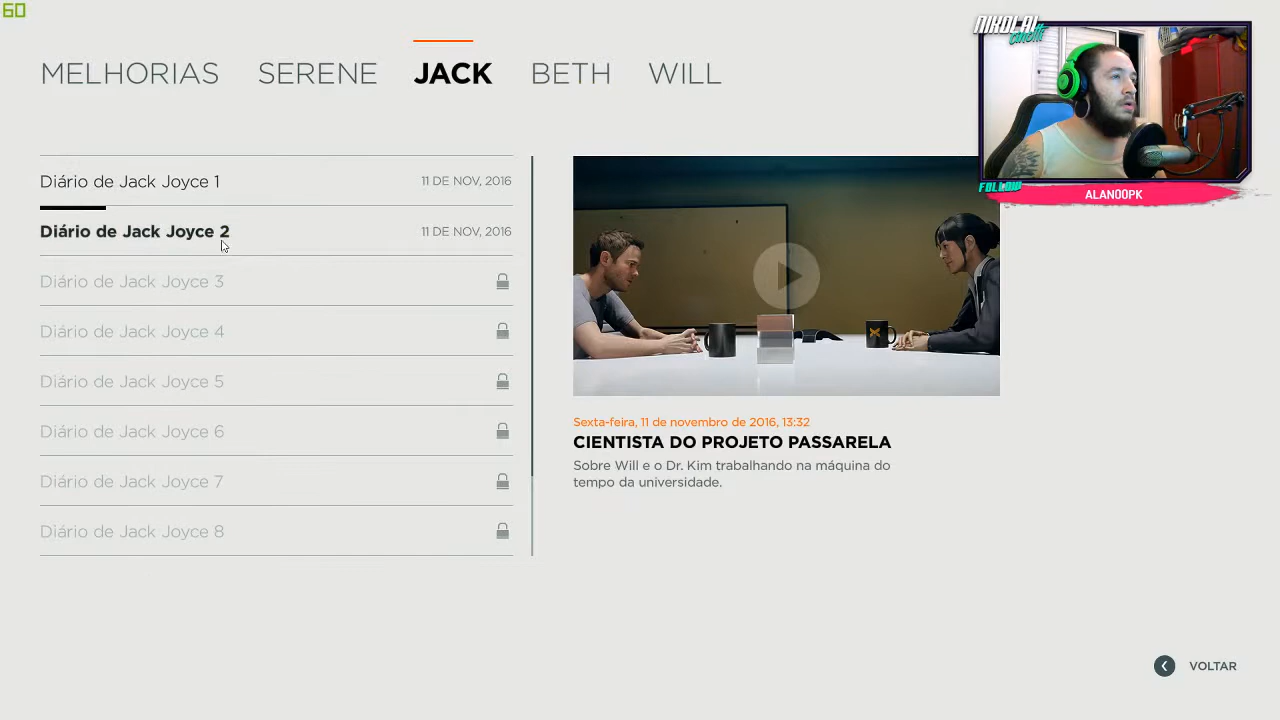 60
MELHORIAS
SERENE
JACK
BETH
WILL
Diário de Jack Joyce 1
11 DE NOV, 2016
Diário de Jack Joyce 2
11 DE NOV, 2016
Diário de Jack Joyce 3
Diário de Jack Joyce 4
Diário de Jack Joyce 5
Diário de Jack Joyce 6
Diário de Jack Joyce 7
Diário de Jack Joyce 8
Sexta-feira, 11 de novembro de 2016, 13:32
CIENTISTA DO PROJETO PASSARELA
Sobre Will e o Dr. Kim trabalhando na máquina do
tempo da universidade.
NIKOLAI
FOLLOW
ALAN00PK
VOLTAR